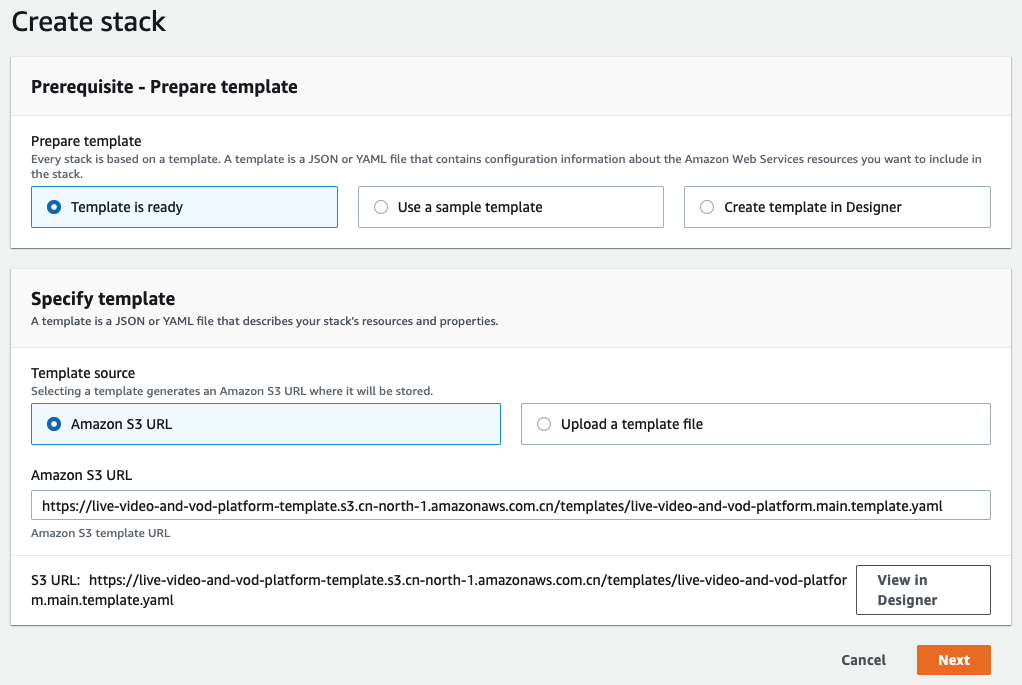 Create stack
Prerequisite - Prepare template
Prepare template
Every stack is based on a template. A template is a JSON or YAML file that contains configuration information about the Amazon Web Services resources you want to include in
the stack.
Template is ready
Use a sample template
Create template in Designer
Specify template
A template is a JSON or YAML file that describes your stack's resources and properties.
Template source
Selecting a template generates an Amazon S3 URL where it will be stored.
Amazon S3 URL
Upload a template file
Amazon S3 URL
https://live-video-and-vod-platform-template.s3.cn-north-1.amazonaws.com.cn/templates/live-video-and-vod-platform.main.template.yaml
Amazon S3 template URL
S3 URL: https://live-video-and-vod-platform-template.s3.cn-north-1.amazonaws.com.cn/templates/live-video-and-vod-platfor
m.main.template.yaml
View in
Designer
Cancel
Next